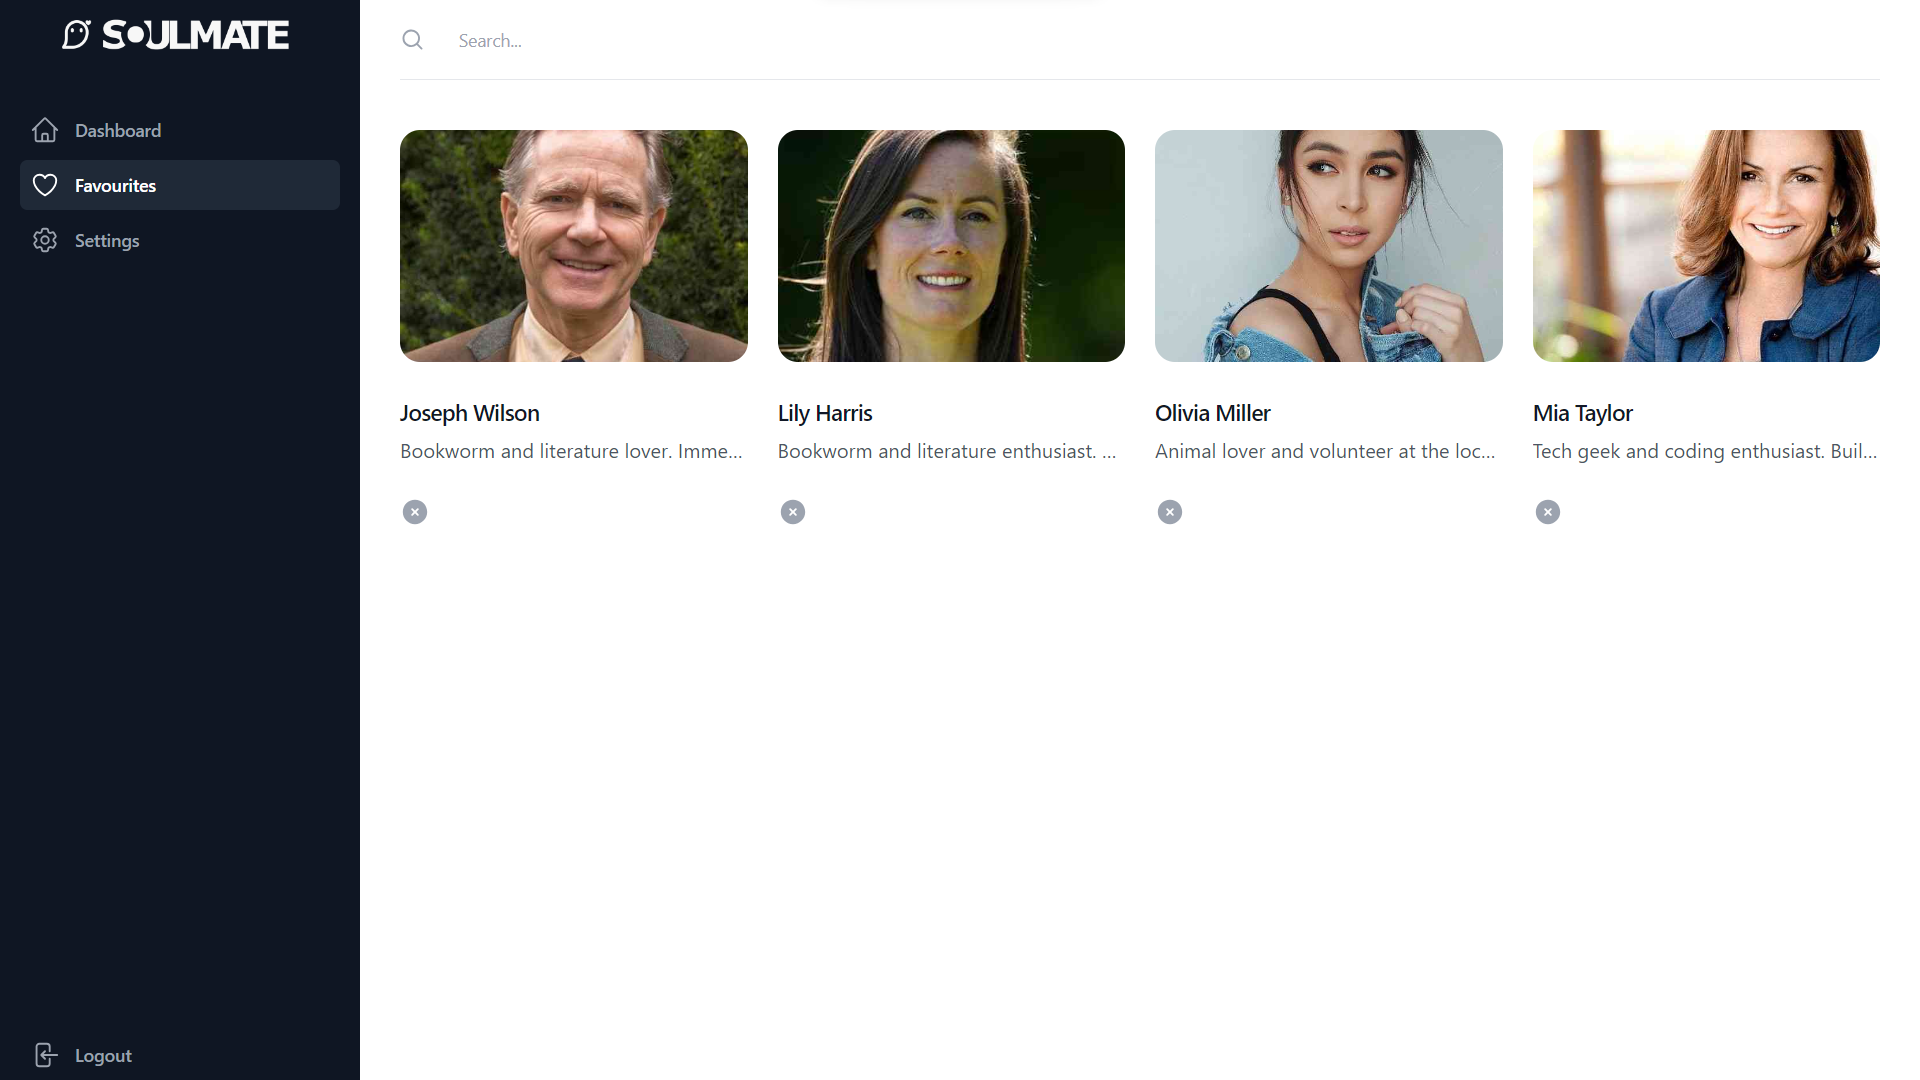 SOULMATE
Search...
Dashboard
Favourites
Settings
Joseph Wilson
Bookworm and literature lover. Imme...
Lily Harris
Bookworm and literature enthusiast. ...
Olivia Miller
Animal lover and volunteer at the loc...
Mia Taylor
Tech geek and coding enthusiast. Buil...
Logout